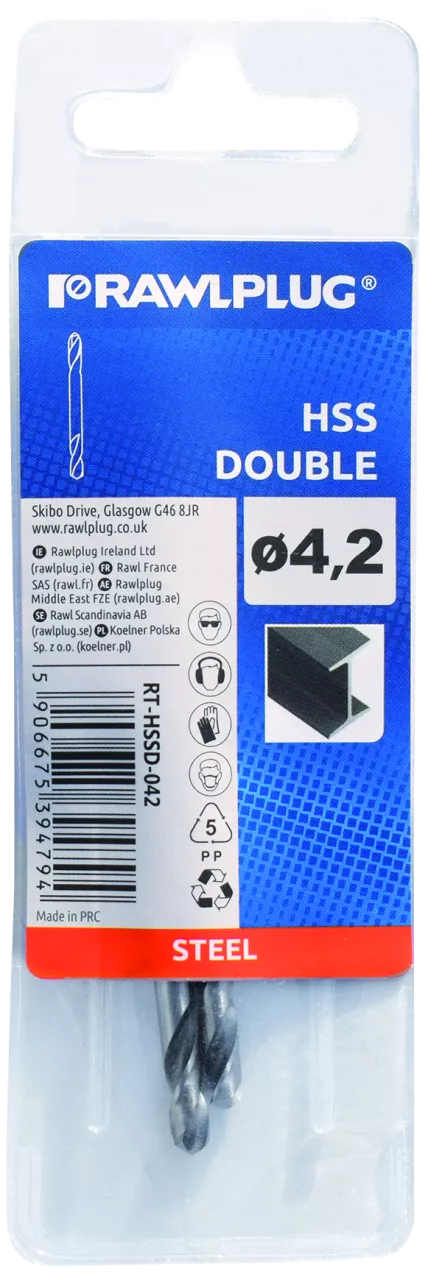 RAWLPLUG®
HSS
DOUBLE
ø4,2
Skibo Drive, Glasgow G46 8JR
www.rawlplug.co.uk
IE Rawlplug Ireland Ltd
(rawlplug.ie) FR Rawl France
SAS (rawl.fr) AE Rawlplug
Middle East FZE (rawlplug.ae)
SE Rawl Scandinavia AB
(rawlplug.se) PL Koelner Polska
Sp. z o.o. (koelner.pl)
RT-HSSD-042
5 906675 394794
5
PP
Made in PRC
STEEL